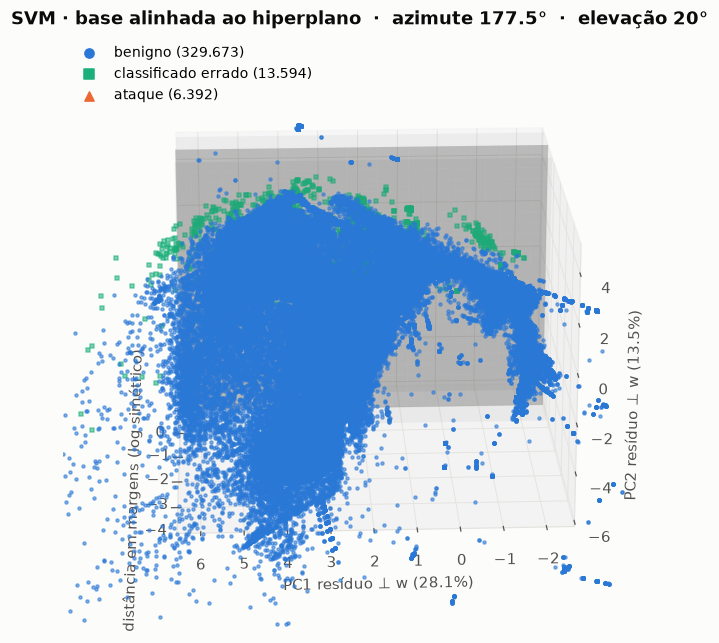 SVM · base alinhada ao hiperplano · azimute 177.5° · elevação 20°
benigno (329.673)
classificado errado (13.594)
ataque (6.392)
4
2
0
−2
−4
−6
PC2 resíduo ⊥ w (13.5%)
0
−1
−2
−3
−4
distância em margens (log simétrico)
6
5
4
3
2
1
0
−1
−2
PC1 resíduo ⊥ w (28.1%)